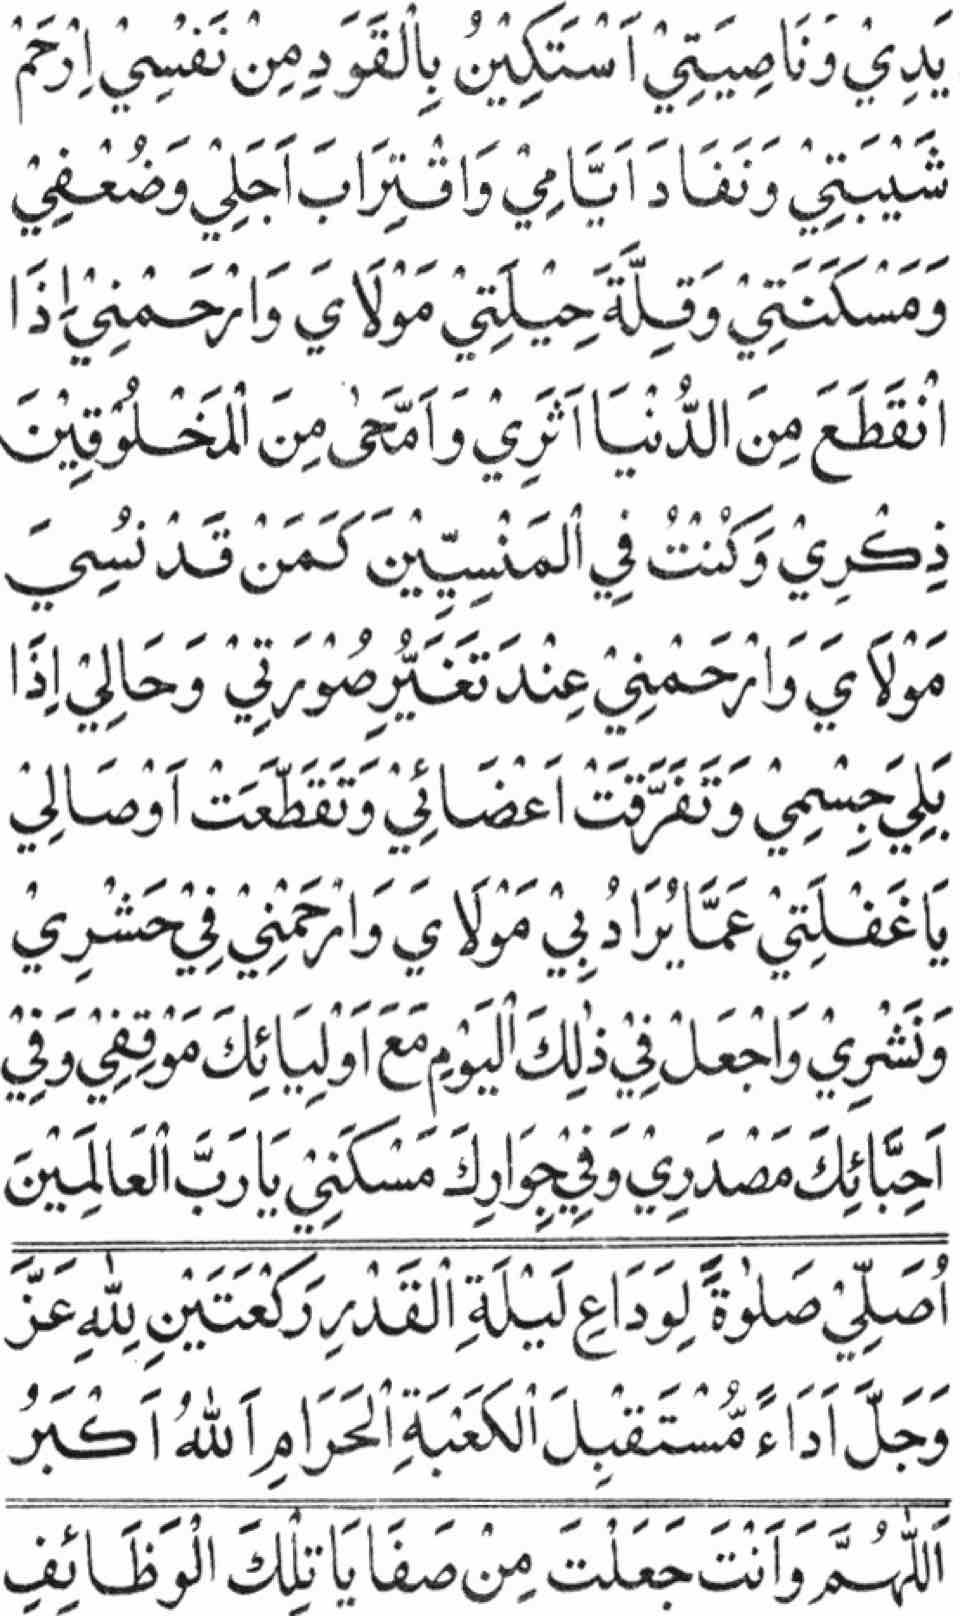 يَدِيْ وَنَاصِيَتِيْ اَسْتَكِيْنُ بِالْقَوَدِ مِنْ نَفْسِيْ اِرْحَمْ
شَيْبَتِيْ وَنَفَادَ اَيَّامِيْ وَاقْتِرَابَ اَجَلِيْ وَضُعْفِيْ
وَمَسْكَنَتِيْ وَقِلَّةَ حِيْلَتِيْ مَوْلَايَ وَارْحَمْنِيْ اِذَا
انْقَطَعَ مِنَ الدُّنْيَا اَثَرِيْ وَاَمَّحٰى مِنَ الْمَخْلُوْقِيْنَ
ذِكْرِيْ وَكُنْتُ فِي الْمَنْسِيِّيْنَ كَمَنْ قَدْ نُسِيَ
مَوْلَايَ وَارْحَمْنِيْ عِنْدَ تَغَيُّرِ صُوْرَتِيْ وَحَالِيْ اِذَا
بَلِيَ جِسْمِيْ وَتَفَرَّقَتْ اَعْضَائِيْ وَتَقَطَّعَتْ اَوْصَالِيْ
يَا غَفْلَتِيْ عَمَّا يُرَادُ بِيْ مَوْلَايَ وَارْحَمْنِيْ فِيْ حَشْرِيْ
وَنَشْرِيْ وَاجْعَلْ فِيْ ذٰلِكَ الْيَوْمِ مَعَ اَوْلِيَائِكَ مَوْقِفِيْ وَفِيْ
اَحِبَّائِكَ مَصْدَرِيْ وَفِيْ جِوَارِكَ مَسْكَنِيْ يَا رَبَّ الْعَالَمِيْنَ
اُصَلِّيْ صَلٰوةً لِوَدَاعِ لَيْلَةِ الْقَدْرِ رَكْعَتَيْنِ لِلّٰهِ عَزَّ
وَجَلَّ اَدَاءً مُّسْتَقْبِلَ الْكَعْبَةِ الْحَرَامِ اَللّٰهُ اَكْبَرُ
اَللّٰهُمَّ وَاَنْتَ جَعَلْتَ مِنْ صَفَايَا تِلْكَ الْوَظَائِفِ